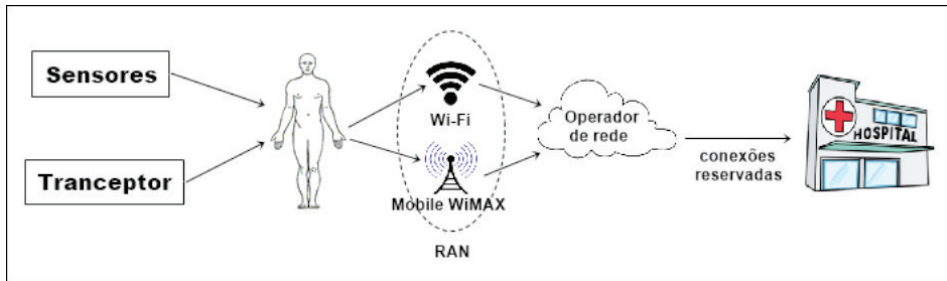 Sensores
Tranceptor
Wi-Fi
Mobile WiMAX
RAN
Operador
de rede
conexões
reservadas
HOSPITAL